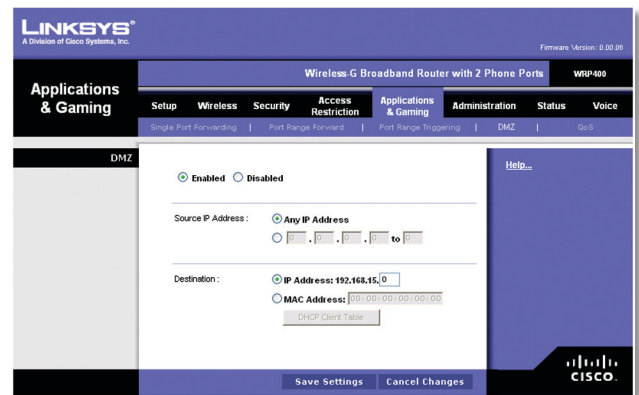 LINKSYS®
A Division of Cisco Systems, Inc.
Firmware Version: 0.00.06
Wireless-G Broadband Router with 2 Phone Ports WRP400
Applications & Gaming
Setup Wireless Security Access Restriction Applications & Gaming Administration Status Voice
Single Port Forwarding | Port Range Forward | Port Range Triggering | DMZ | QoS
DMZ
Enabled Disabled
Help...
Source IP Address : Any IP Address
0 . 0 . 0 . 0 to 0
Destination : IP Address: 192.168.15. 0
MAC Address: 00:00:00:00:00:00
DHCP Client Table
Save Settings Cancel Changes
CISCO.